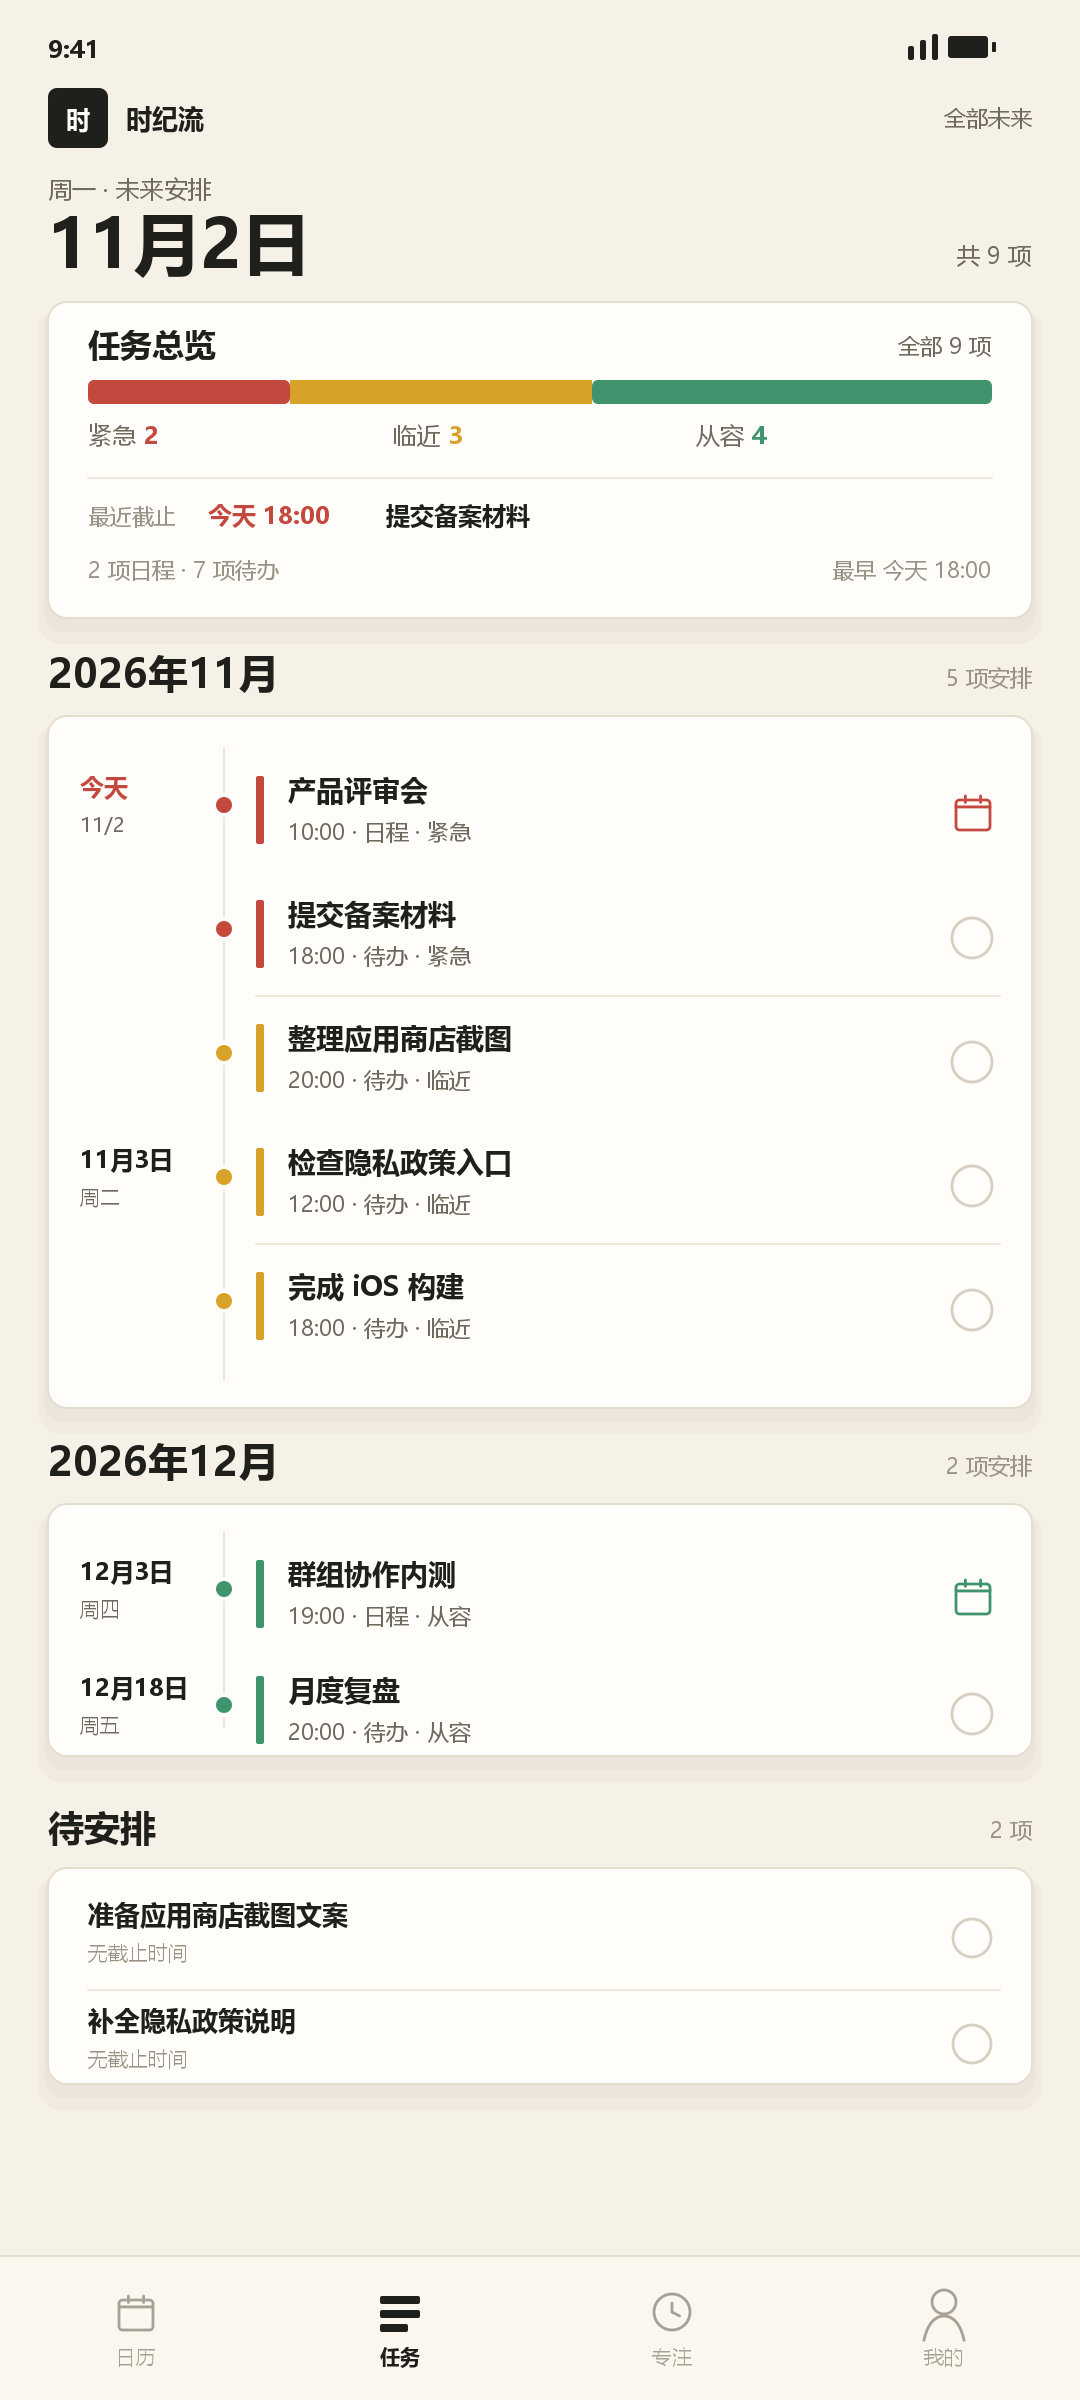 9:41
时 时纪流 全部未来
周一 · 未来安排
11月2日 共 9 项
任务总览 全部 9 项
紧急 2 临近 3 从容 4
最近截止 今天 18:00 提交备案材料
2 项日程 · 7 项待办 最早 今天 18:00
2026年11月 5 项安排
今天 产品评审会
11/2 10:00 · 日程 · 紧急
提交备案材料
18:00 · 待办 · 紧急
整理应用商店截图
20:00 · 待办 · 临近
11月3日 检查隐私政策入口
周二 12:00 · 待办 · 临近
完成 iOS 构建
18:00 · 待办 · 临近
2026年12月 2 项安排
12月3日 群组协作内测
周四 19:00 · 日程 · 从容
12月18日 月度复盘
周五 20:00 · 待办 · 从容
待安排 2 项
准备应用商店截图文案
无截止时间
补全隐私政策说明
无截止时间
日历 任务 专注 我的